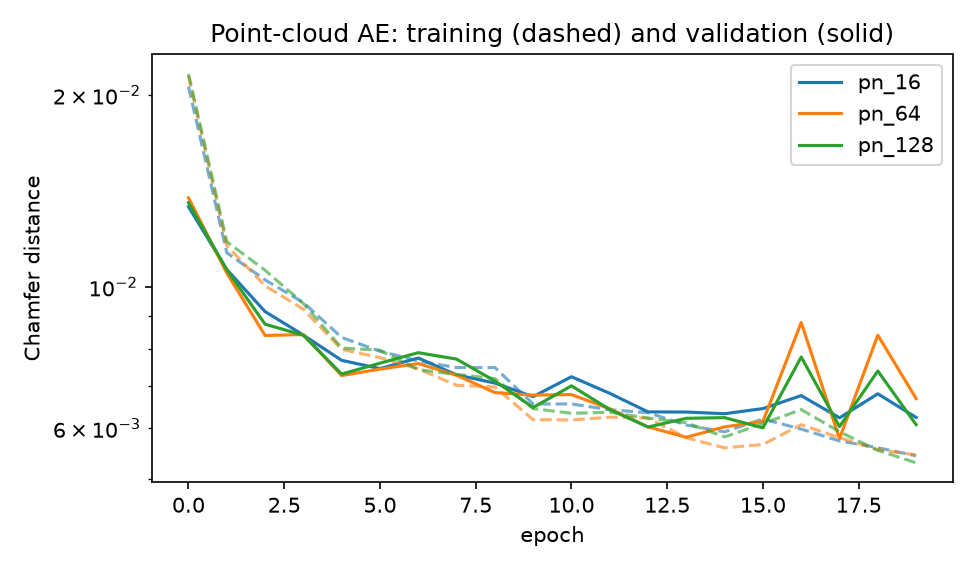 Point-cloud AE: training (dashed) and validation (solid)
pn_16
pn_64
pn_128
Chamfer distance
2 × 10⁻²
10⁻²
6 × 10⁻³
0.0 2.5 5.0 7.5 10.0 12.5 15.0 17.5
epoch